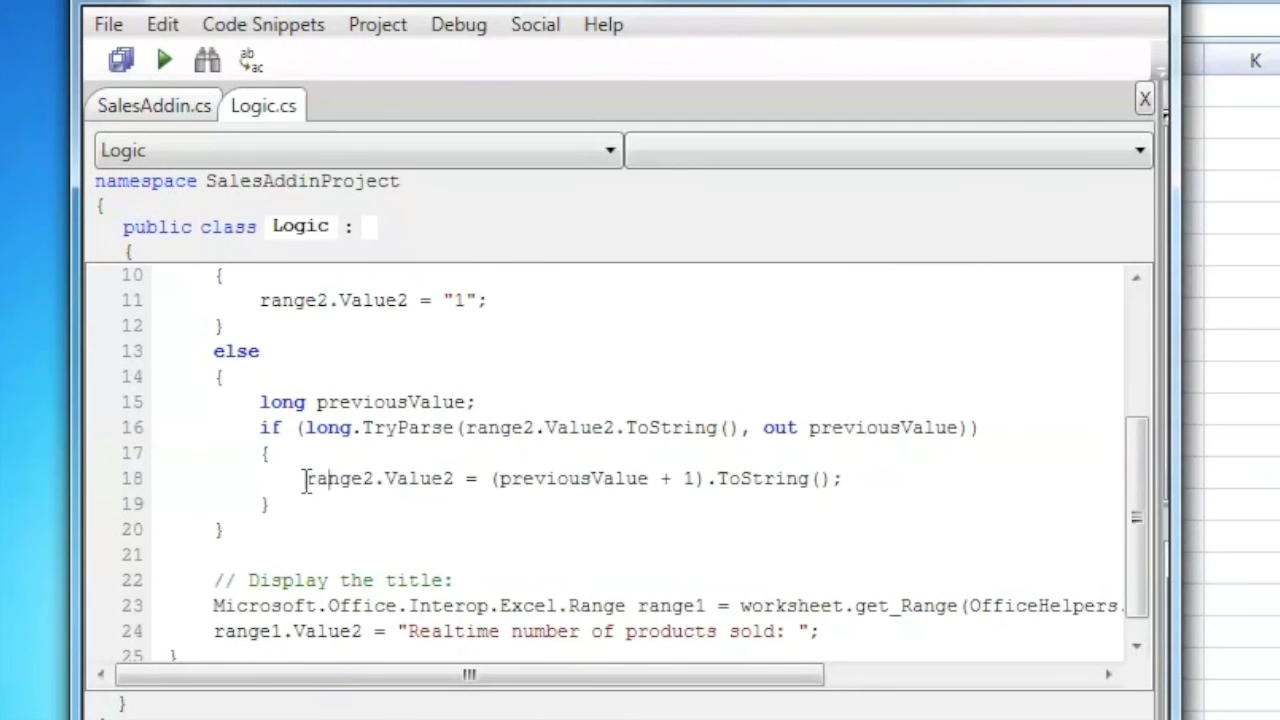 File Edit Code Snippets Project Debug Social Help
ab
ac
K
SalesAddin.cs Logic.cs X
Logic
namespace SalesAddinProject
{
public class Logic :
{
10 {
11 range2.Value2 = "1";
12 }
13 else
14 {
15 long previousValue;
16 if (long.TryParse(range2.Value2.ToString(), out previousValue))
17 {
18 range2.Value2 = (previousValue + 1).ToString();
19 }
20 }
21
22 // Display the title:
23 Microsoft.Office.Interop.Excel.Range range1 = worksheet.get_Range(OfficeHelpers.
24 range1.Value2 = "Realtime number of products sold: ";
25 }
}